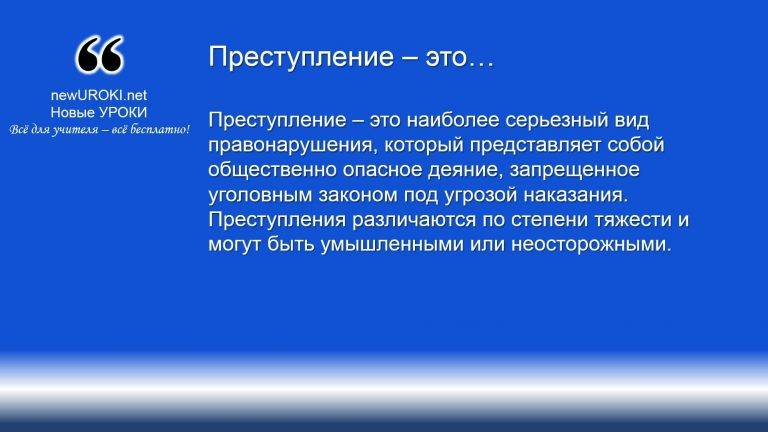 Преступление – это…
newUROKI.net
Новые УРОКИ
Всё для учителя – всё бесплатно!
Преступление – это наиболее серьезный вид
правонарушения, который представляет собой
общественно опасное деяние, запрещенное
уголовным законом под угрозой наказания.
Преступления различаются по степени тяжести и
могут быть умышленными или неосторожными.